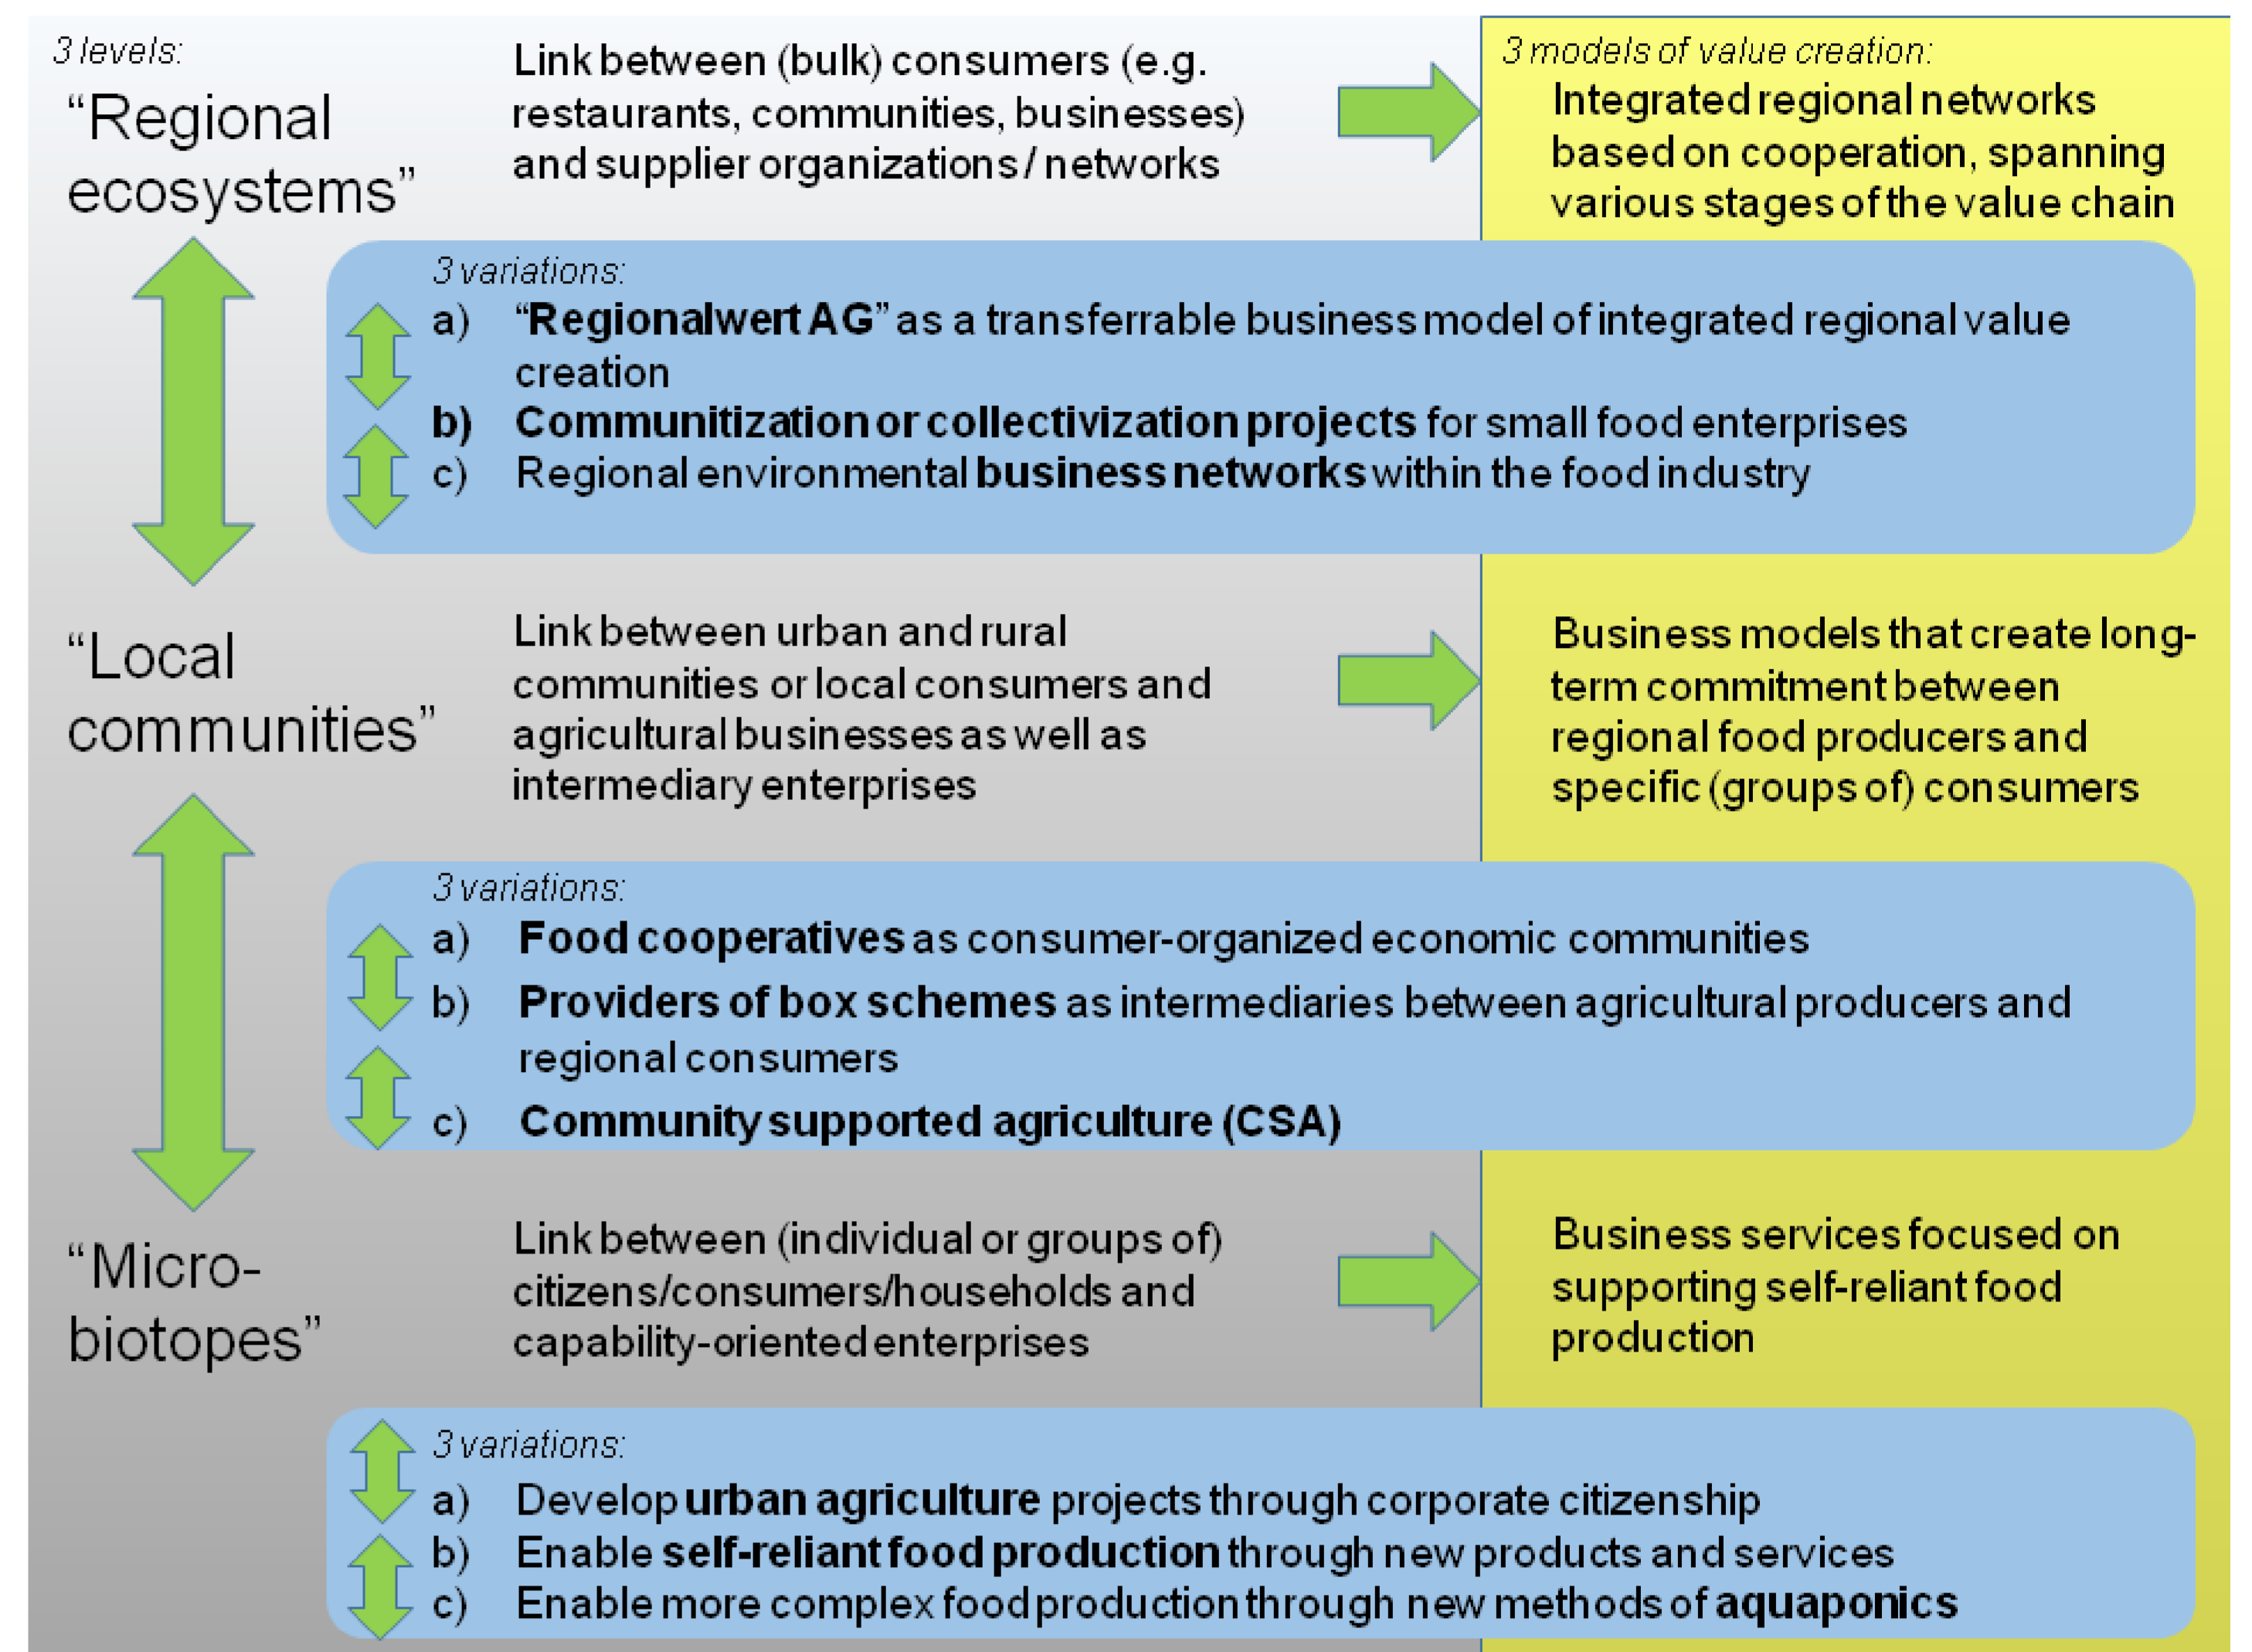 3 levels:
“Regional
ecosystems”
Link between (bulk) consumers (e.g.
restaurants, communities, businesses)
and supplier organizations / networks
3 models of value creation:
Integrated regional networks
based on cooperation, spanning
various stages of the value chain
3 variations:
a) “Regionalwert AG” as a transferrable business model of integrated regional value
creation
b) Communitization or collectivization projects for small food enterprises
c) Regional environmental business networks within the food industry
“Local
communities”
Link between urban and rural
communities or local consumers and
agricultural businesses as well as
intermediary enterprises
Business models that create long-
term commitment between
regional food producers and
specific (groups of) consumers
3 variations:
a) Food cooperatives as consumer-organized economic communities
b) Providers of box schemes as intermediaries between agricultural producers and
regional consumers
c) Community supported agriculture (CSA)
“Micro-
biotopes”
Link between (individual or groups of)
citizens/consumers/households and
capability-oriented enterprises
Business services focused on
supporting self-reliant food
production
3 variations:
a) Develop urban agriculture projects through corporate citizenship
b) Enable self-reliant food production through new products and services
c) Enable more complex food production through new methods of aquaponics